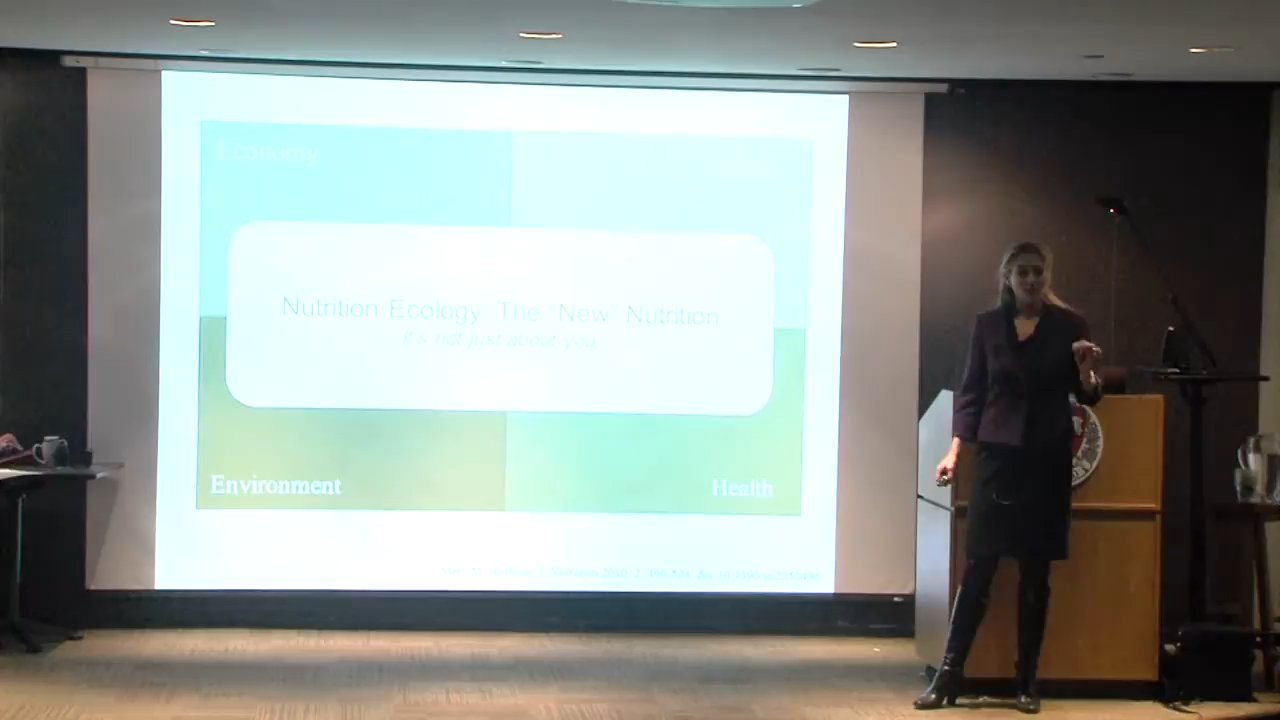 Economy
Nutrition Ecology: The "New" Nutrition
It's not just about you
Environment
Health